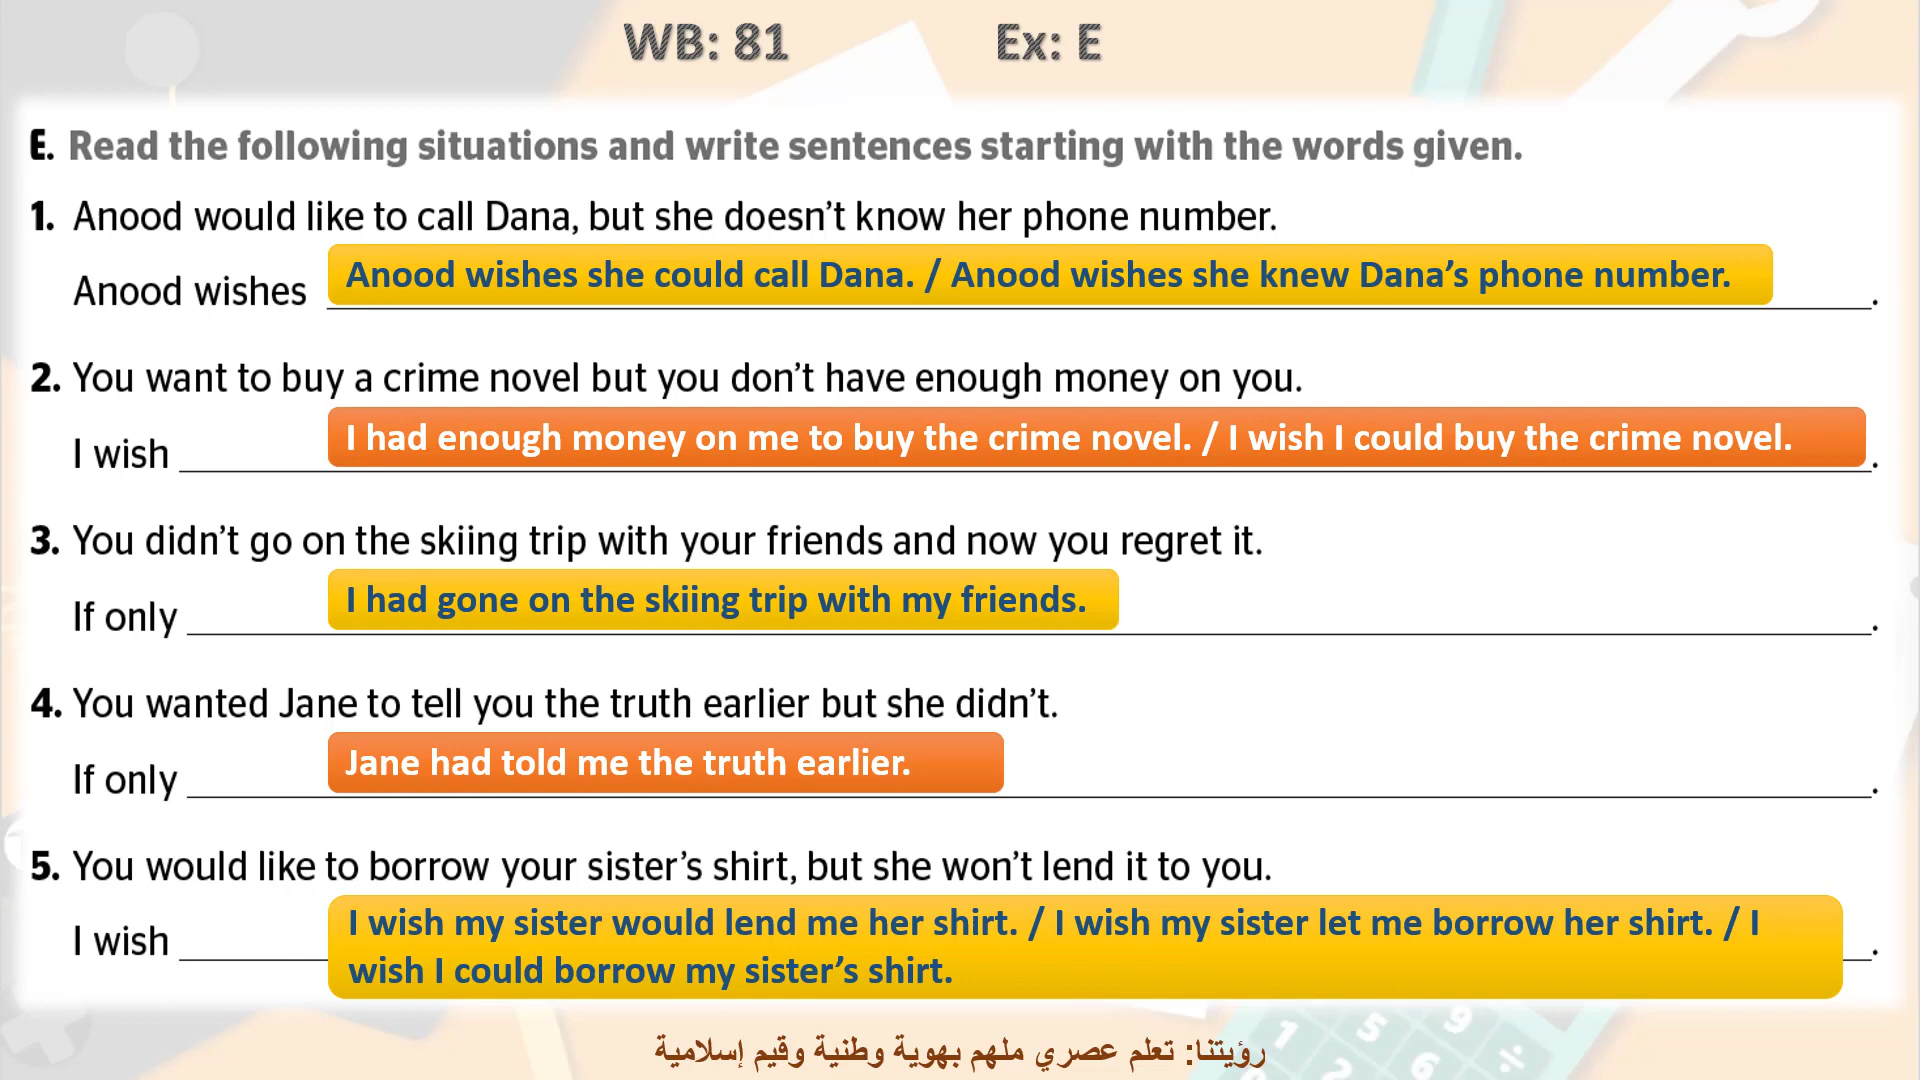 WB: 81 Ex: E
E. Read the following situations and write sentences starting with the words given.
1. Anood would like to call Dana, but she doesn’t know her phone number.
Anood wishes Anood wishes she could call Dana. / Anood wishes she knew Dana’s phone number. .
2. You want to buy a crime novel but you don’t have enough money on you.
I wish I had enough money on me to buy the crime novel. / I wish I could buy the crime novel. .
3. You didn’t go on the skiing trip with your friends and now you regret it.
If only I had gone on the skiing trip with my friends. .
4. You wanted Jane to tell you the truth earlier but she didn’t.
If only Jane had told me the truth earlier. .
5. You would like to borrow your sister’s shirt, but she won’t lend it to you.
I wish I wish my sister would lend me her shirt. / I wish my sister let me borrow her shirt. / I
wish I could borrow my sister’s shirt. .
رؤيتنا: تعلم عصري ملهم بهوية وطنية وقيم إسلامية
1 5 9
2 6 ÷